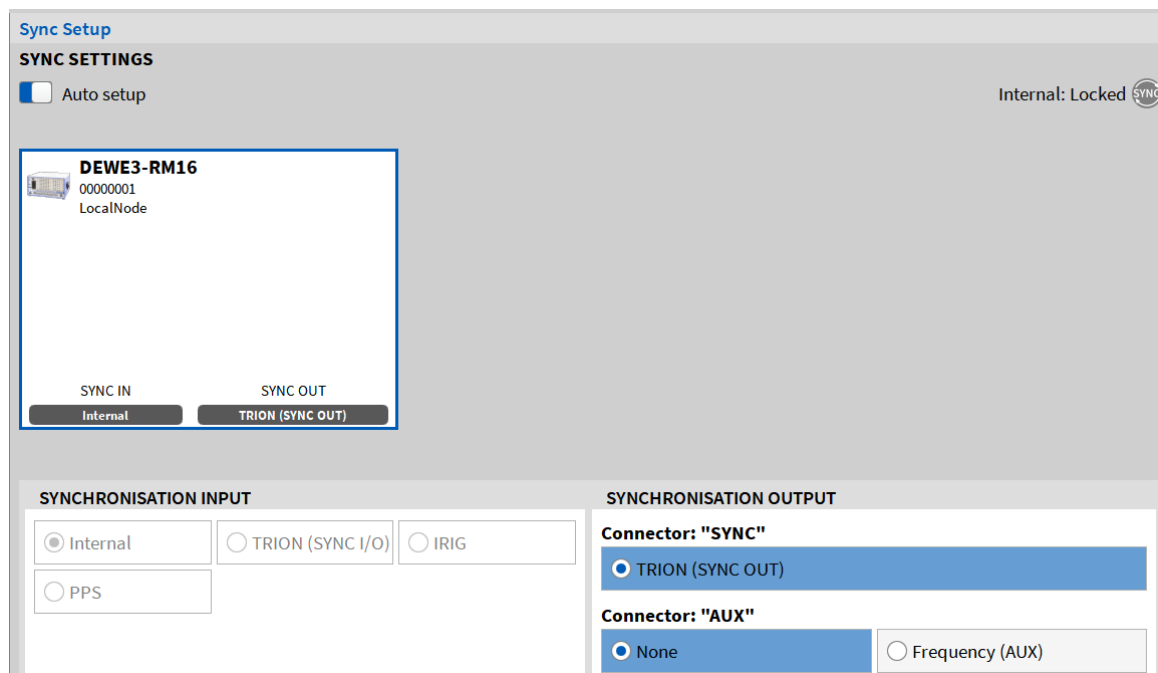 Sync Setup
SYNC SETTINGS
Auto setup
Internal: Locked SYNC
DEWE3-RM16
00000001
LocalNode
SYNC IN SYNC OUT
Internal TRION (SYNC OUT)
SYNCHRONISATION INPUT
Internal TRION (SYNC I/O) IRIG
PPS
SYNCHRONISATION OUTPUT
Connector: "SYNC"
TRION (SYNC OUT)
Connector: "AUX"
None Frequency (AUX)